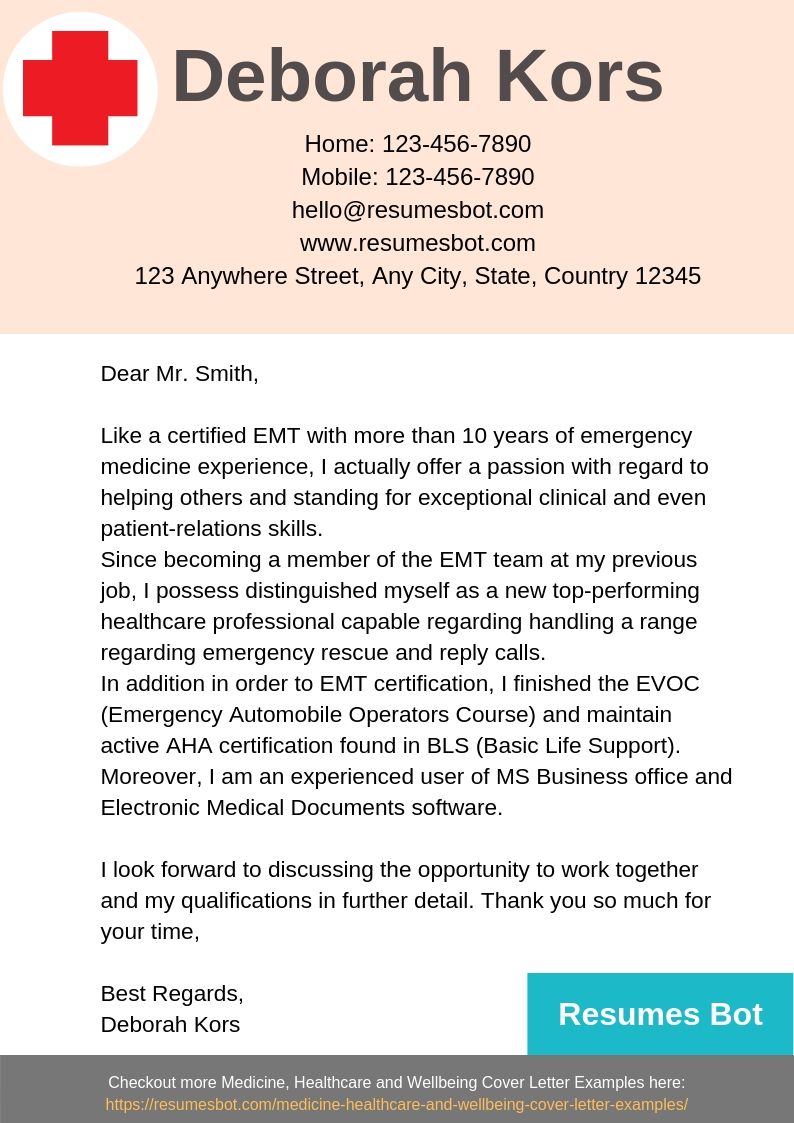 Deborah Kors
Home: 123-456-7890
Mobile: 123-456-7890
hello@resumesbot.com
www.resumesbot.com
123 Anywhere Street, Any City, State, Country 12345
Dear Mr. Smith,
Like a certified EMT with more than 10 years of emergency
medicine experience, I actually offer a passion with regard to
helping others and standing for exceptional clinical and even
patient-relations skills.
Since becoming a member of the EMT team at my previous
job, I possess distinguished myself as a new top-performing
healthcare professional capable regarding handling a range
regarding emergency rescue and reply calls.
In addition in order to EMT certification, I finished the EVOC
(Emergency Automobile Operators Course) and maintain
active AHA certification found in BLS (Basic Life Support).
Moreover, I am an experienced user of MS Business office and
Electronic Medical Documents software.
I look forward to discussing the opportunity to work together
and my qualifications in further detail. Thank you so much for
your time,
Best Regards,
Deborah Kors
Resumes Bot
Checkout more Medicine, Healthcare and Wellbeing Cover Letter Examples here:
https://resumesbot.com/medicine-healthcare-and-wellbeing-cover-letter-examples/